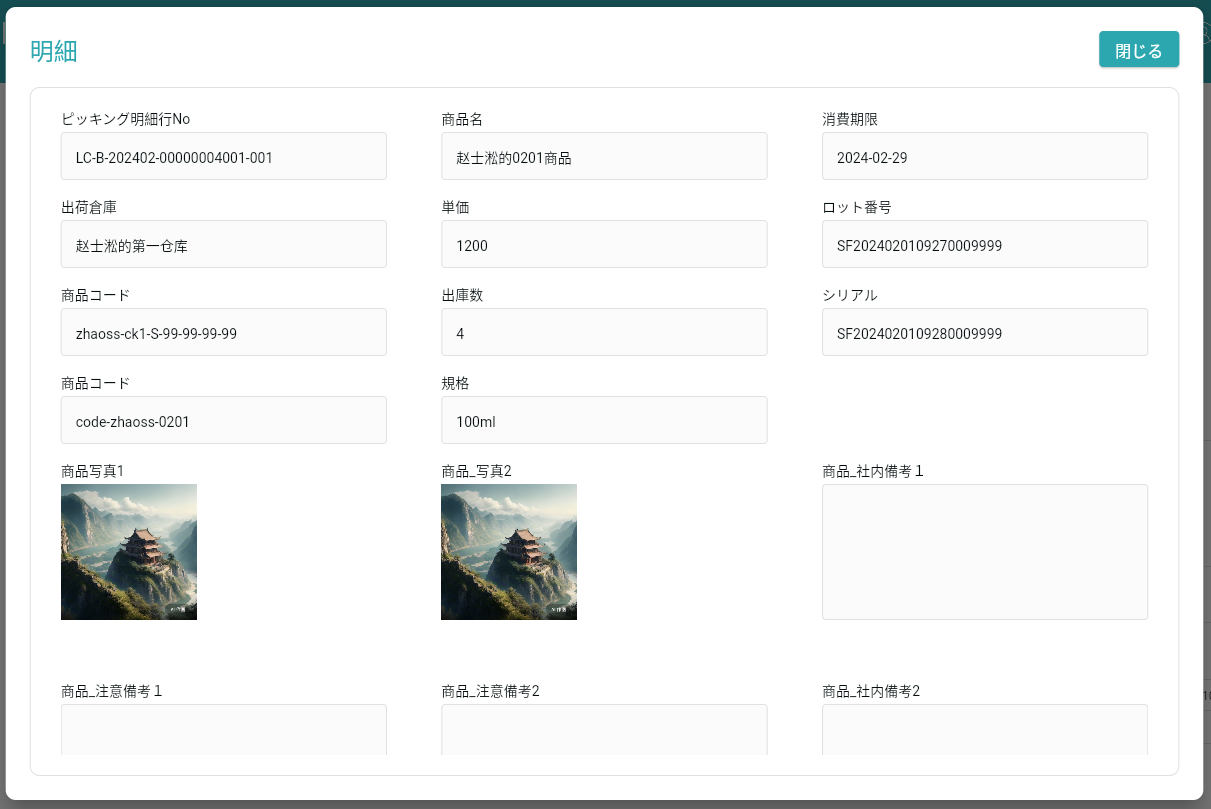 明細
閉じる
ピッキング明細行No
商品名
消費期限
LC-B-202402-00000004001-001
赵士淞的0201商品
2024-02-29
出荷倉庫
単価
ロット番号
赵士淞的第一仓库
1200
SF2024020109270009999
商品コード
出庫数
シリアル
zhaoss-ck1-S-99-99-99-99
4
SF2024020109280009999
商品コード
規格
code-zhaoss-0201
100ml
商品写真1
商品_写真2
商品_社内備考１
商品_注意備考１
商品_注意備考2
商品_社内備考2